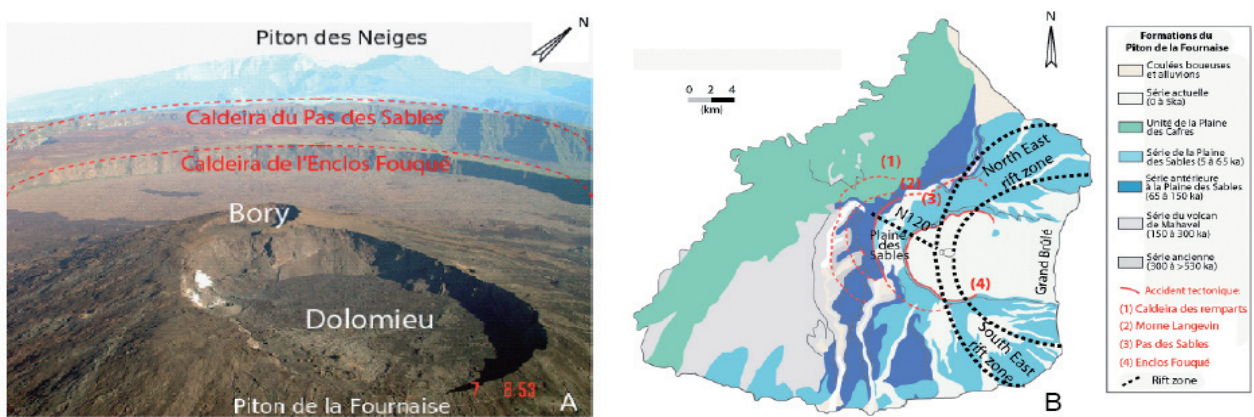 Piton des Neiges
N
Caldeira du Pas des Sables
Caldeira de l'Enclos Fouqué
Bory
Dolomieu
7 8:53
Piton de la Fournaise
A
N
0 2 4
(km)
(1)
(2)
(3)
North East
rift zone
N120°
Plaine
des
Sables
Grand Brûlé
(4)
South East
rift zone
B
Formations du
Piton de la Fournaise
Coulées boueuses
et alluvions
Série actuelle
(0 à 5ka)
Unité de la Plaine
des Cafres
Série de la Plaine
des Sables (5 à 65 ka)
Série antérieure
à la Plaine des Sables
(65 à 150 ka)
Série du volcan
de Mahavel
(150 à 300 ka)
Série ancienne
(300 à >530 ka)
Accident tectonique:
(1) Caldeira des remparts
(2) Morne Langevin
(3) Pas des Sables
(4) Enclos Fouqué
Rift zone